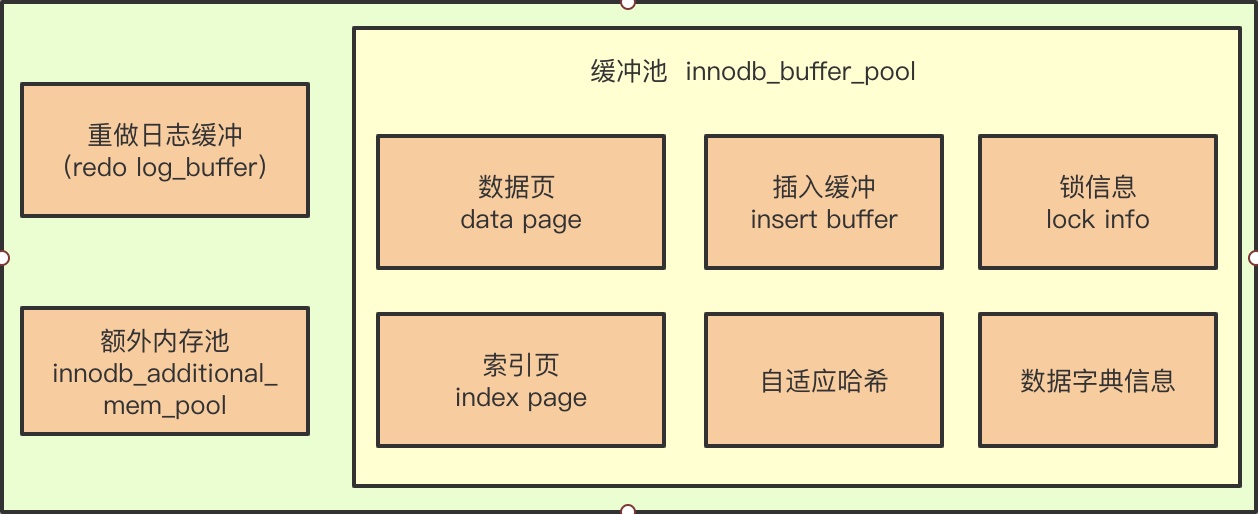 缓冲池 innodb_buffer_pool
重做日志缓冲
(redo log_buffer)
数据页
data page
插入缓冲
insert buffer
锁信息
lock info
额外内存池
innodb_additional_
mem_pool
索引页
index page
自适应哈希
数据字典信息